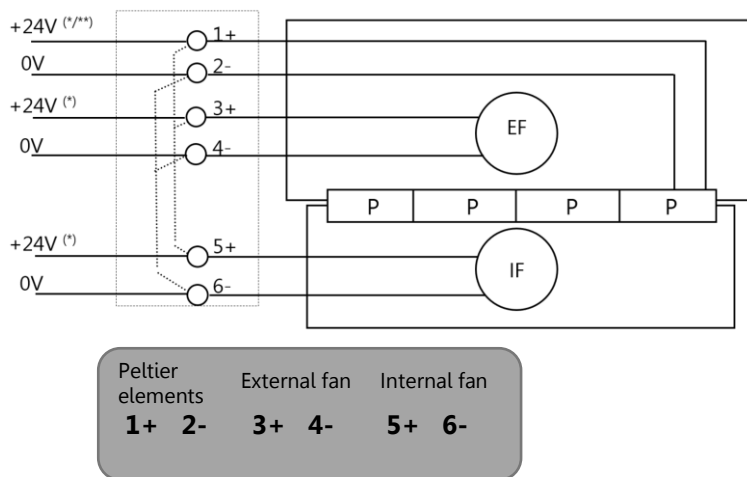 +24V (*/**) 1+
0V 2-
+24V (*) 3+
EF
0V 4-
P P P P
+24V (*) 5+
IF
0V 6-
Peltier elements External fan Internal fan
1+ 2- 3+ 4- 5+ 6-